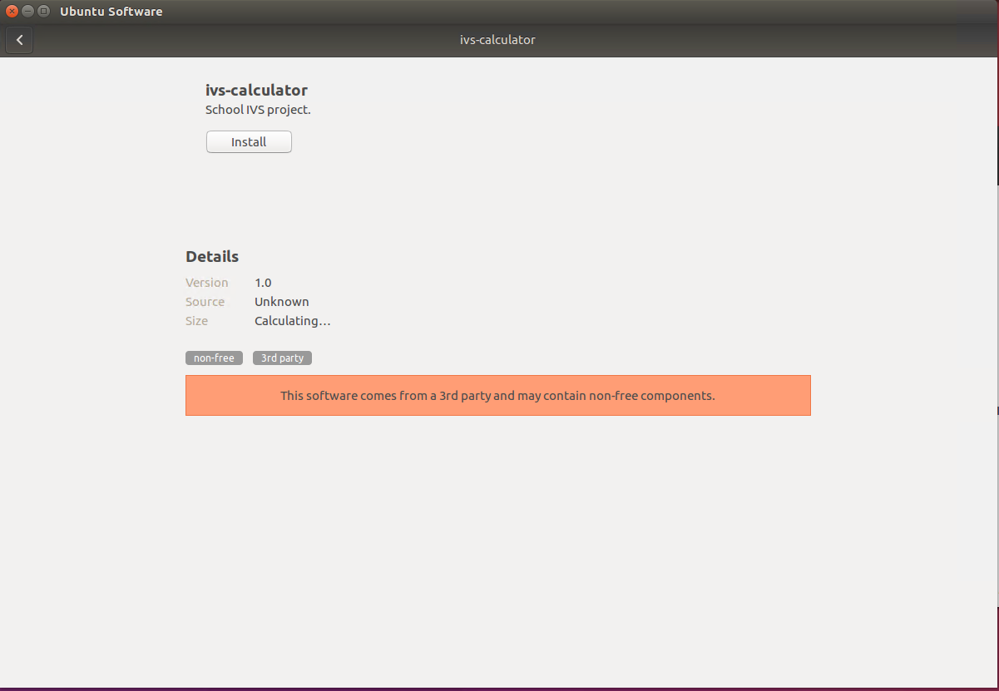 Ubuntu Software
ivs-calculator
ivs-calculator
School IVS project.
Install
Details
Version 1.0
Source Unknown
Size Calculating...
non-free 3rd party
This software comes from a 3rd party and may contain non-free components.